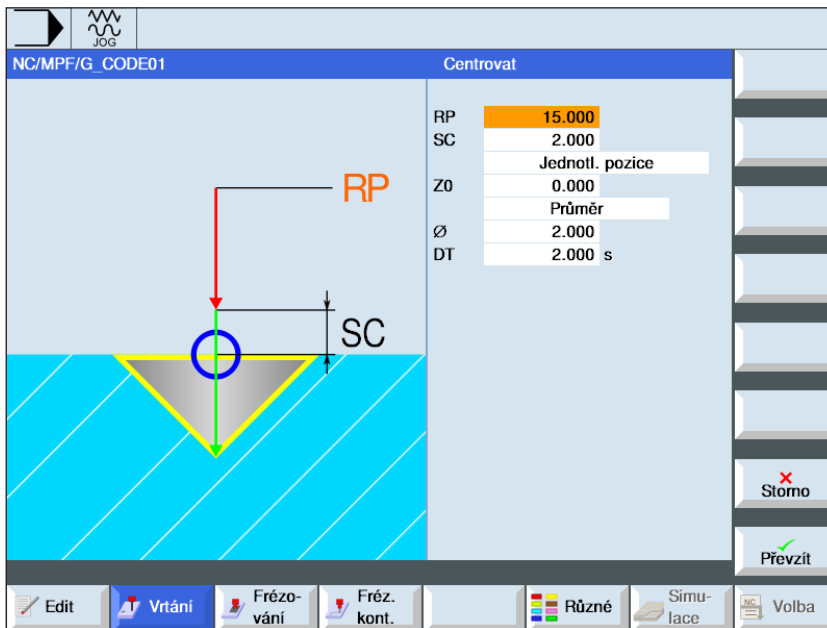 JOG
NC/MPF/G_CODE01
Centrovat
RP 15.000
SC 2.000
Jednotl. pozice
Z0 0.000
Průměr
Ø 2.000
DT 2.000 s
RP
SC
Storno
Převzít
Edit
Vrtání
Frézo-
vání
Fréz.
kont.
Různé
Simu-
lace
NC
Volba